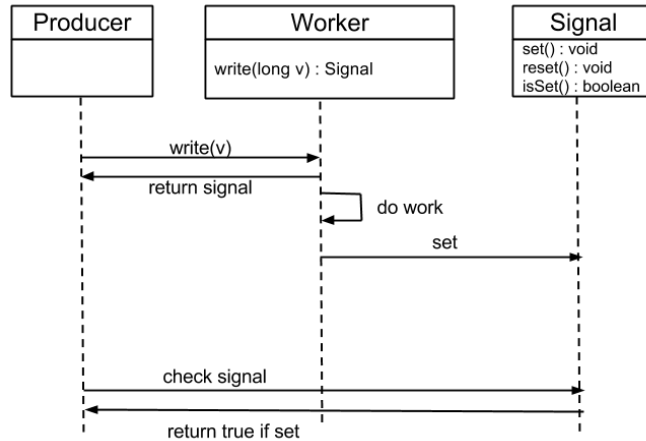 Producer
Worker
Signal
write(long v) : Signal
set() : void
reset() : void
isSet() : boolean
write(v)
return signal
do work
set
check signal
return true if set